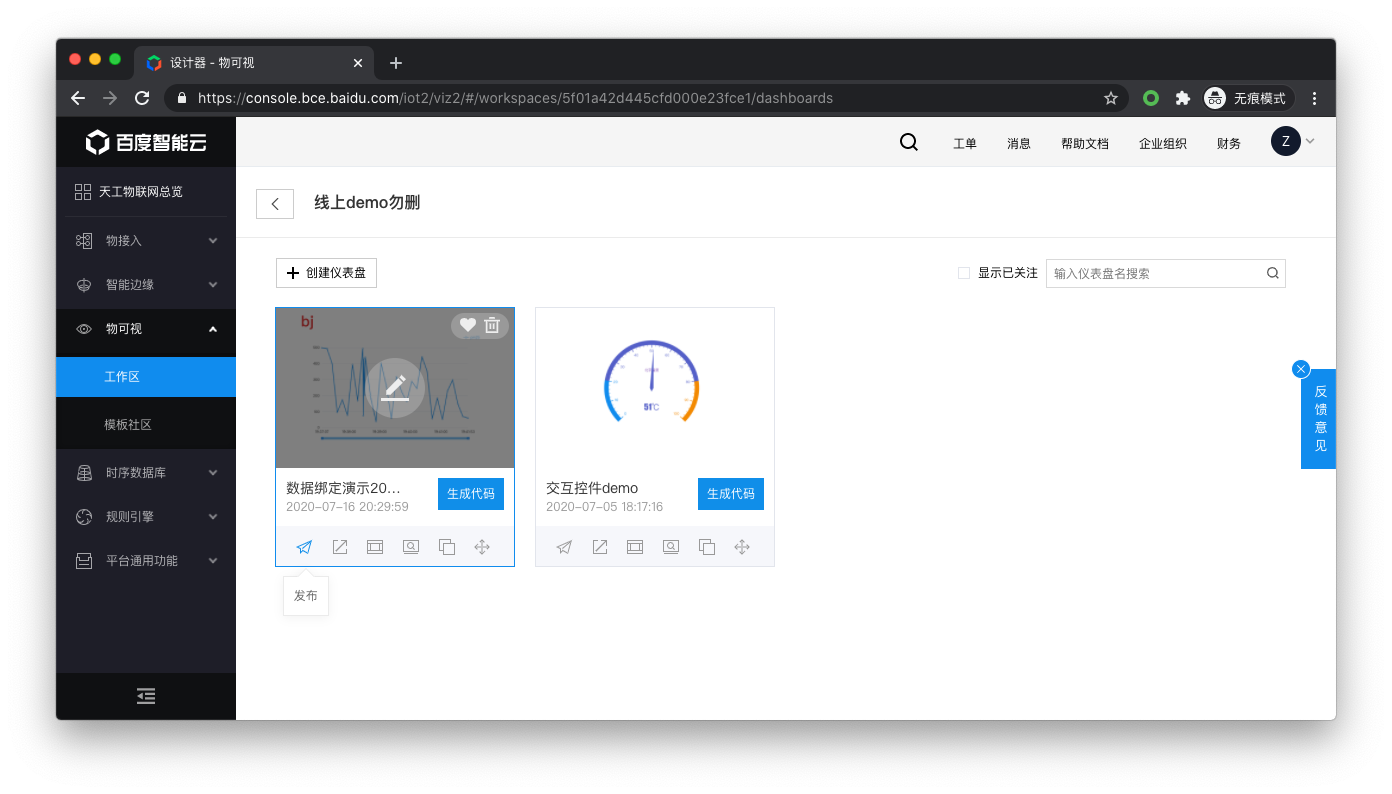 设计器 - 物可视
https://console.bce.baidu.com/iot2/viz2/#/workspaces/5f01a42d445cfd000e23fce1/dashboards
无痕模式
百度智能云
工单
消息
帮助文档
企业组织
财务
Z
天工物联网总览
物接入
智能边缘
物可视
工作区
模板社区
时序数据库
规则引擎
平台通用功能
线上demo勿删
创建仪表盘
显示已关注
输入仪表盘名搜索
bj
数据绑定演示20...
2020-07-16 20:29:59
生成代码
发布
51℃
交互控件demo
2020-07-05 18:17:16
生成代码
反馈意见